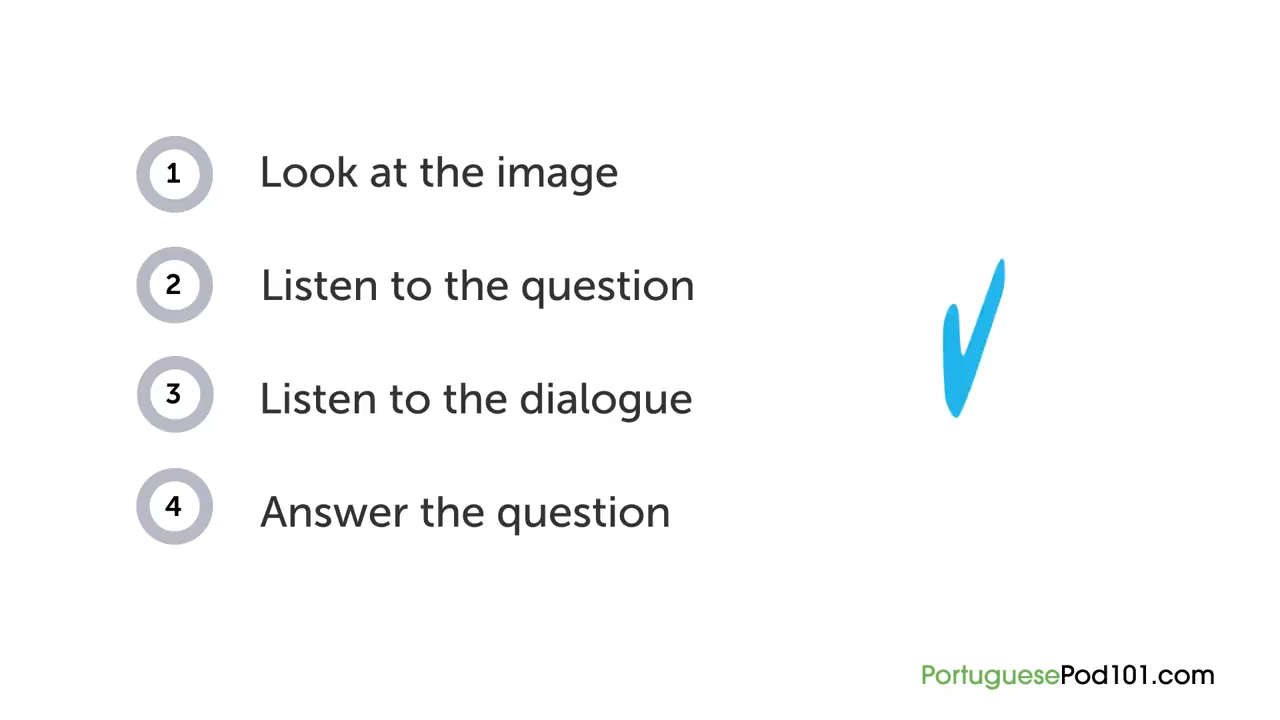 1 Look at the image
2 Listen to the question
3 Listen to the dialogue
4 Answer the question
PortuguesePod101.com